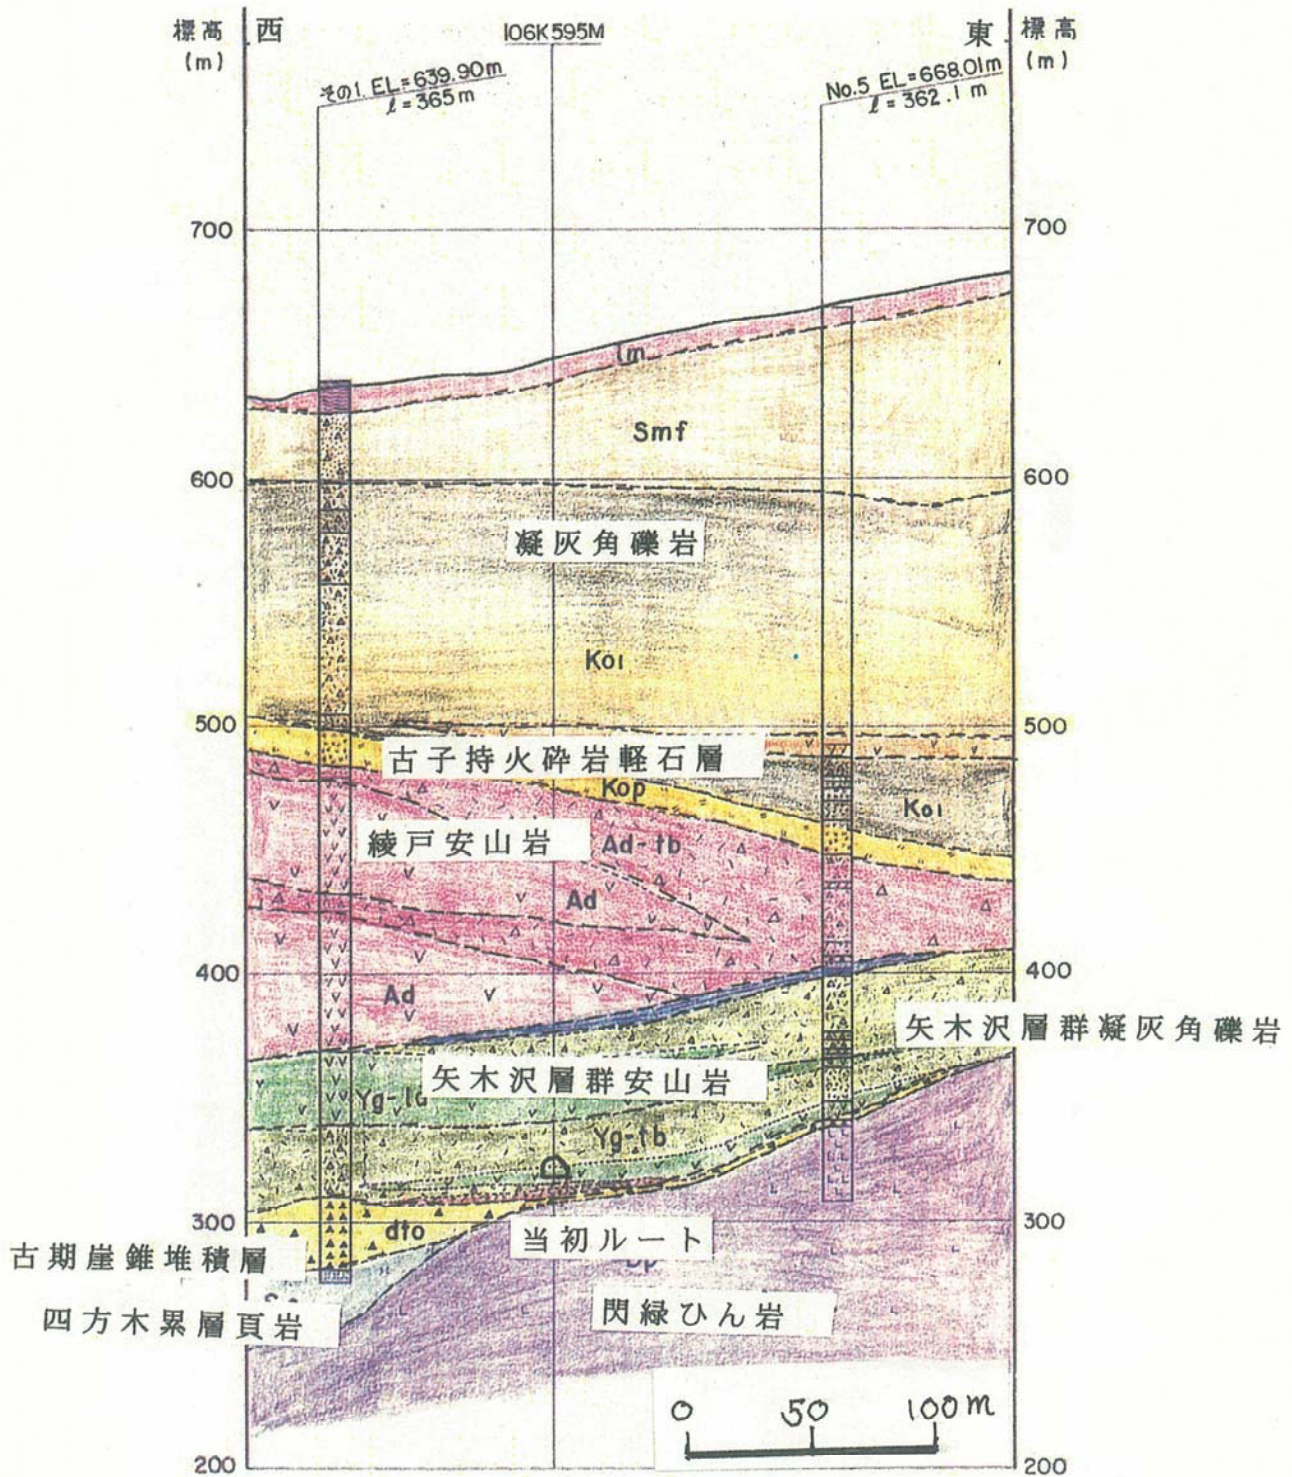 標高
(m)
西
106K595M
東
標高
(m)
その1. EL=639.90m
ℓ=365m
No.5 EL=668.01m
ℓ=362.1m
700
700
lm
Smf
600
600
凝灰角礫岩
Ko1
500
500
古子持火砕岩軽石層
Kop
Ko1
綾戸安山岩
Ad-tb
Ad
400
400
Ad
矢木沢層群凝灰角礫岩
矢木沢層群安山岩
Yg-tb
300
300
dto
当初ルート
古期崖錐堆積層
閃緑ひん岩
四方木累層頁岩
0 50 100m
200
200